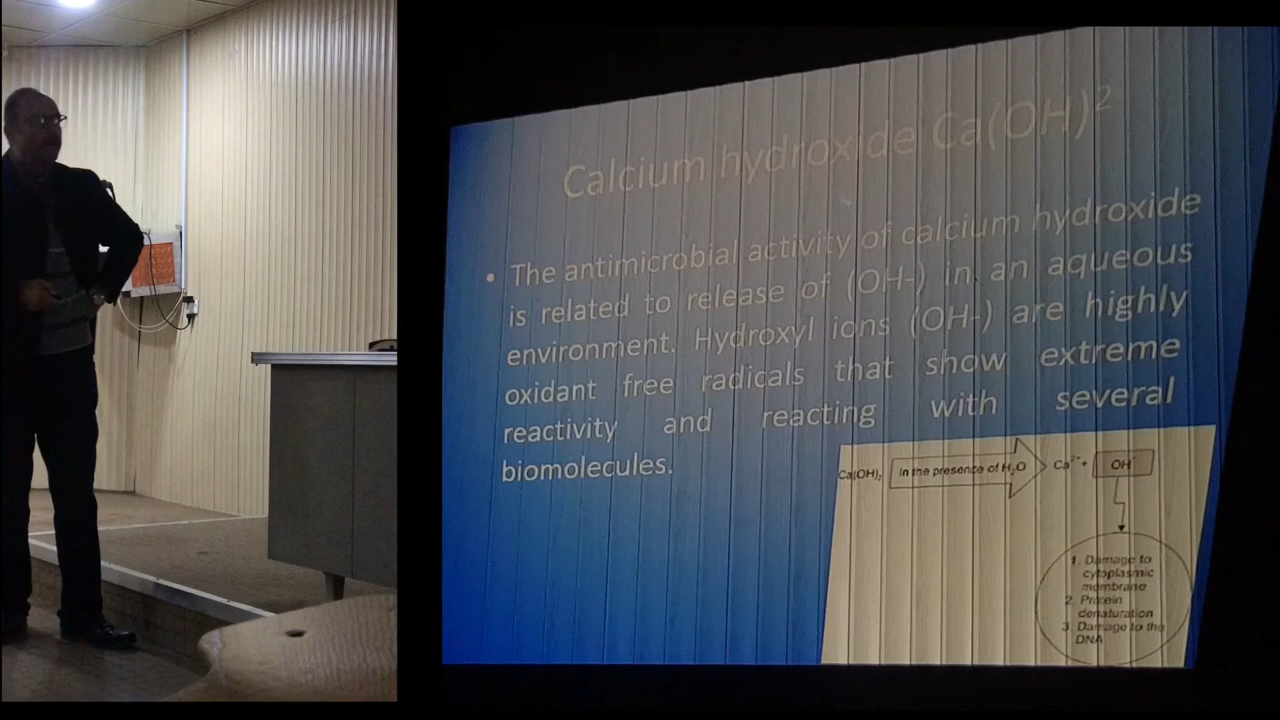 Calcium hydroxide Ca(OH)²
• The antimicrobial activity of calcium hydroxide
is related to release of (OH-) in an aqueous
environment. Hydroxyl ions (OH-) are highly
oxidant free radicals that show extreme
reactivity and reacting with several
biomolecules.
Ca(OH)₂ In the presence of H₂O Ca²⁺+ OH⁻
1. Damage to
cytoplasmic
membrane
2. Protein
denaturation
3. Damage to the
DNA